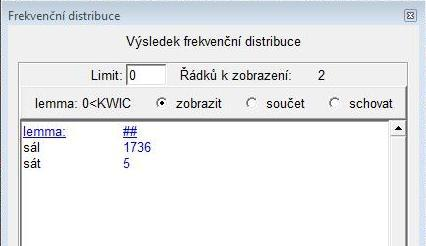 Frekvenční distribuce
Výsledek frekvenční distribuce
Limit: 0 Řádků k zobrazení: 2
lemma: 0<KWIC zobrazit součet schovat
lemma: ##
sál 1736
sát 5